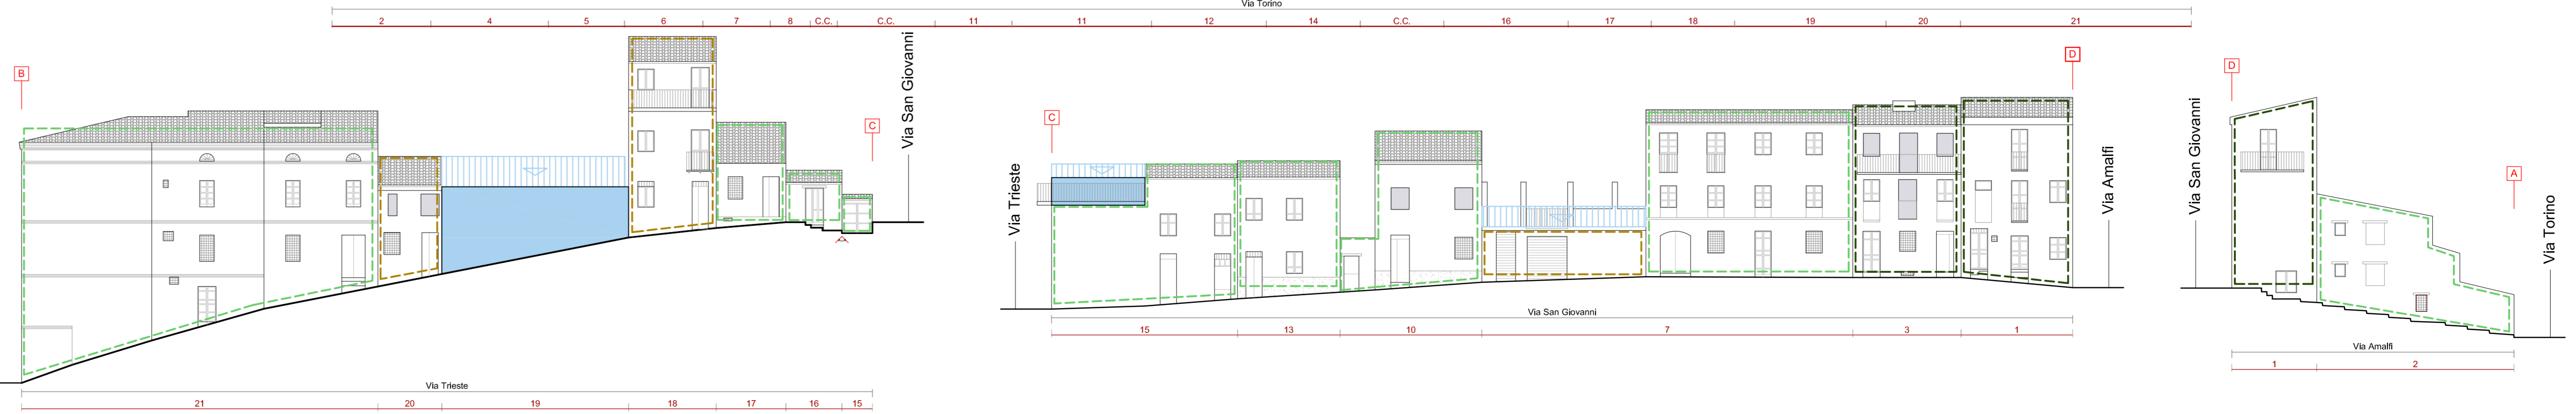 Via Torino
2 4 5 6 7 8 C.C. C.C. 11 11 12 14 C.C. 16 17 18 19 20 21
B
C
Via San Giovanni
Via Trieste
C
D
Via Amalfi
Via San Giovanni
D
A
Via Torino
Via San Giovanni
15 13 10 7 3 1
Via Amalfi
1 2
Via Trieste
21 20 19 18 17 16 15